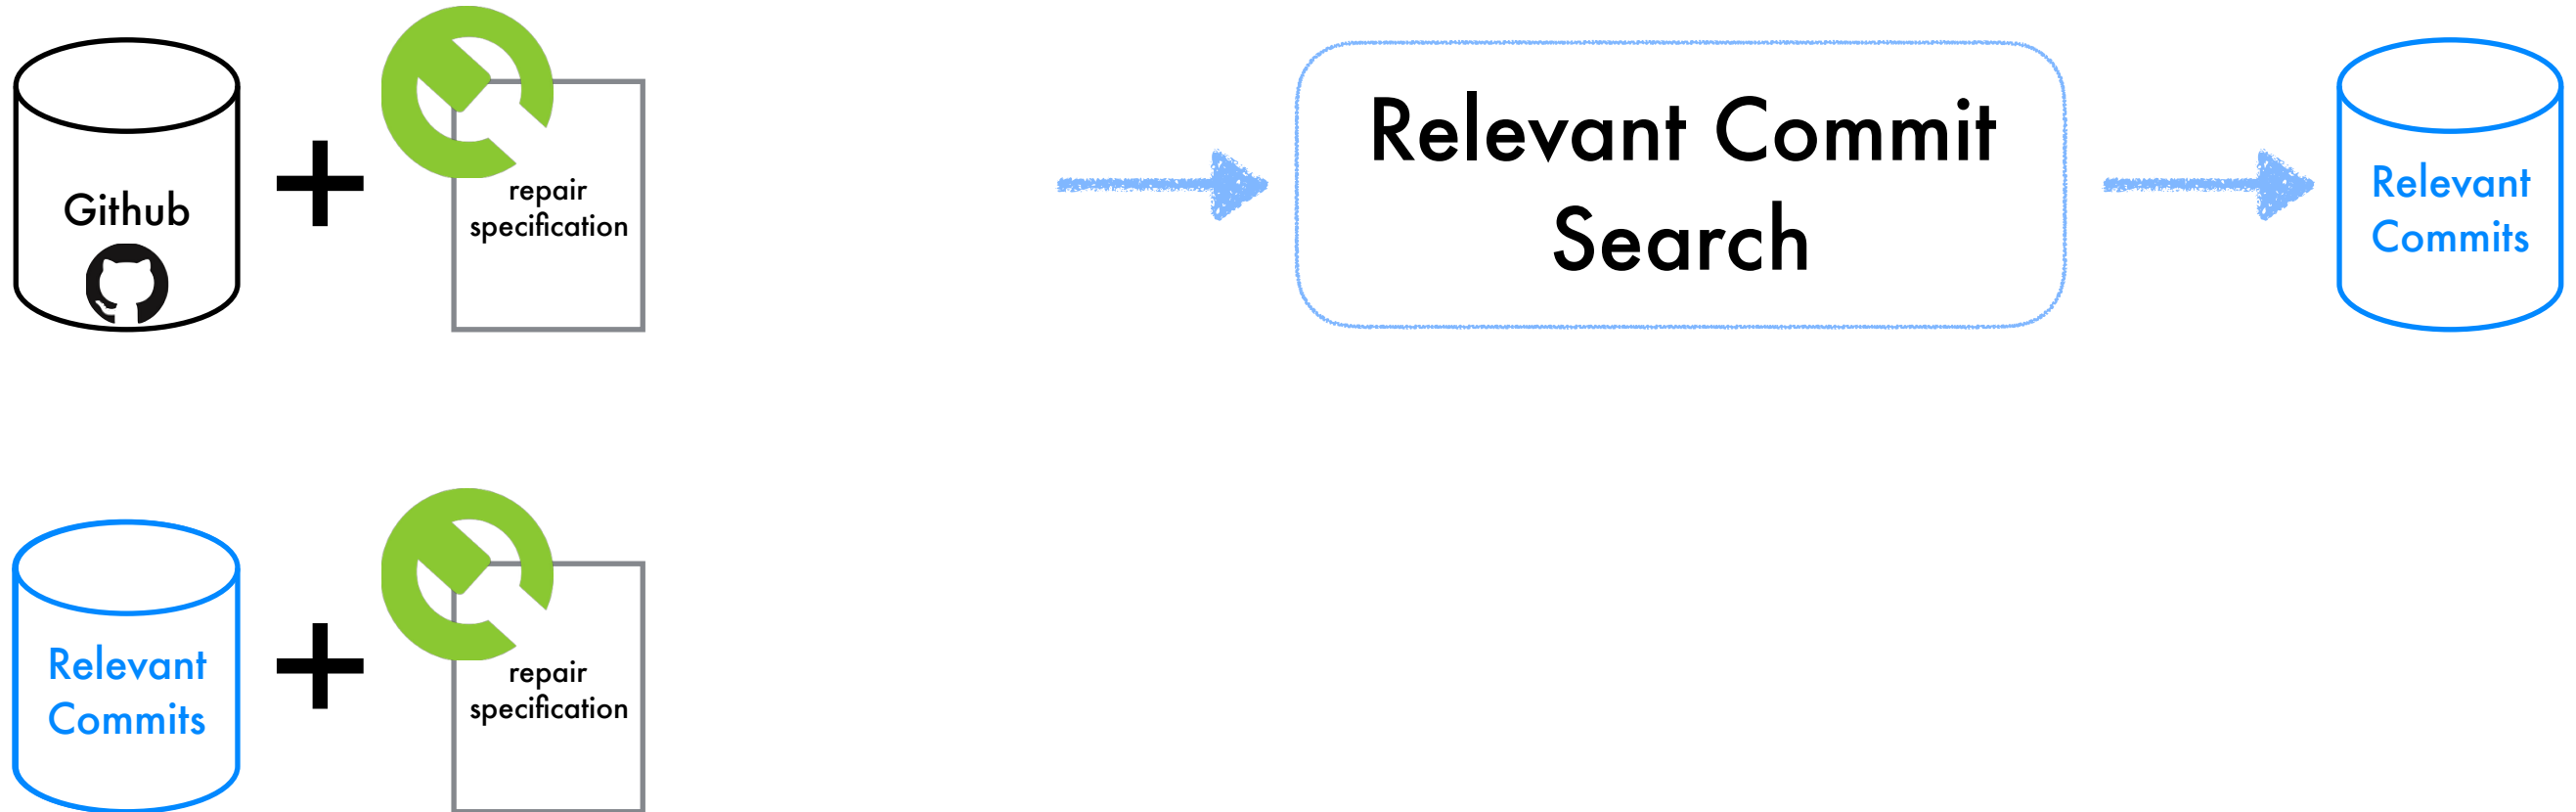 Github
repair
specification
Relevant Commit
Search
Relevant
Commits
Relevant
Commits
repair
specification